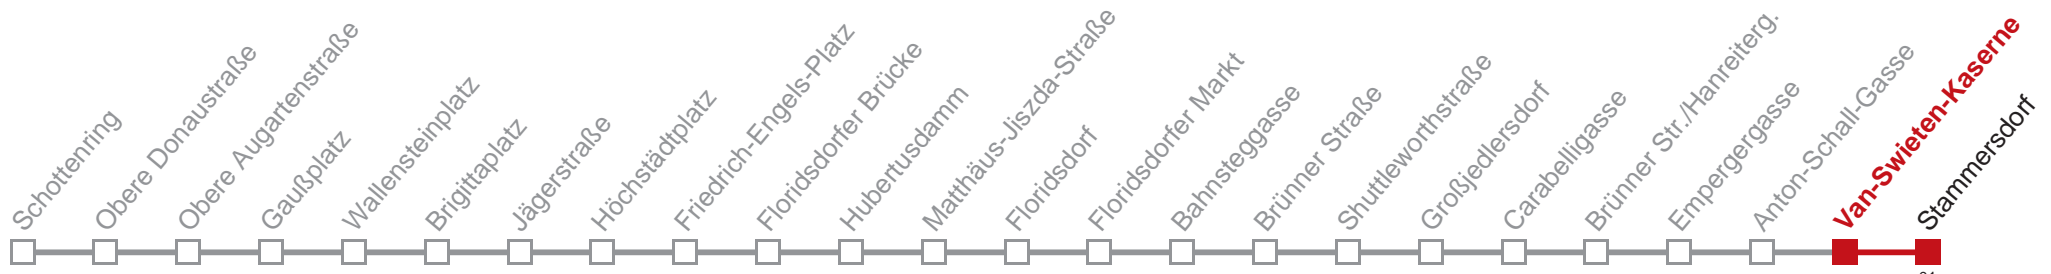 Schottenring
Obere Donaustraße
Obere Augartenstraße
Gaußplatz
Wallensteinplatz
Brigittaplatz
Jägerstraße
Höchstädtplatz
Friedrich-Engels-Platz
Floridsdorfer Brücke
Hubertusdamm
Matthäus-Jiszda-Straße
Floridsdorf
Floridsdorfer Markt
Bahnsteggasse
Brünner Straße
Shuttleworthstraße
Großjedlersdorf
Carabelligasse
Brünner Str./Hanreiterg.
Empergergasse
Anton-Schall-Gasse
Van-Swieten-Kaserne
Stammersdorf